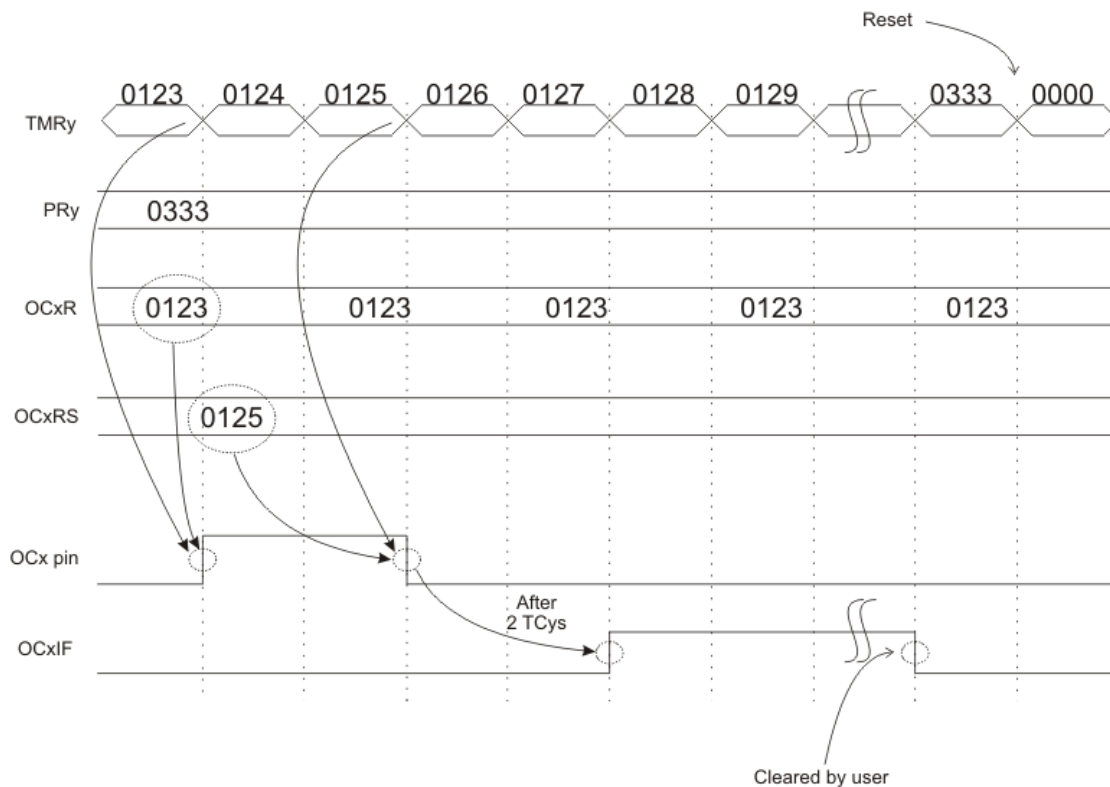 Reset
TMRy 0123 0124 0125 0126 0127 0128 0129 0333 0000
PRy 0333
OCxR 0123 0123 0123 0123 0123
OCxRS 0125
OCx pin
After
2 TCys
OCxIF
Cleared by user